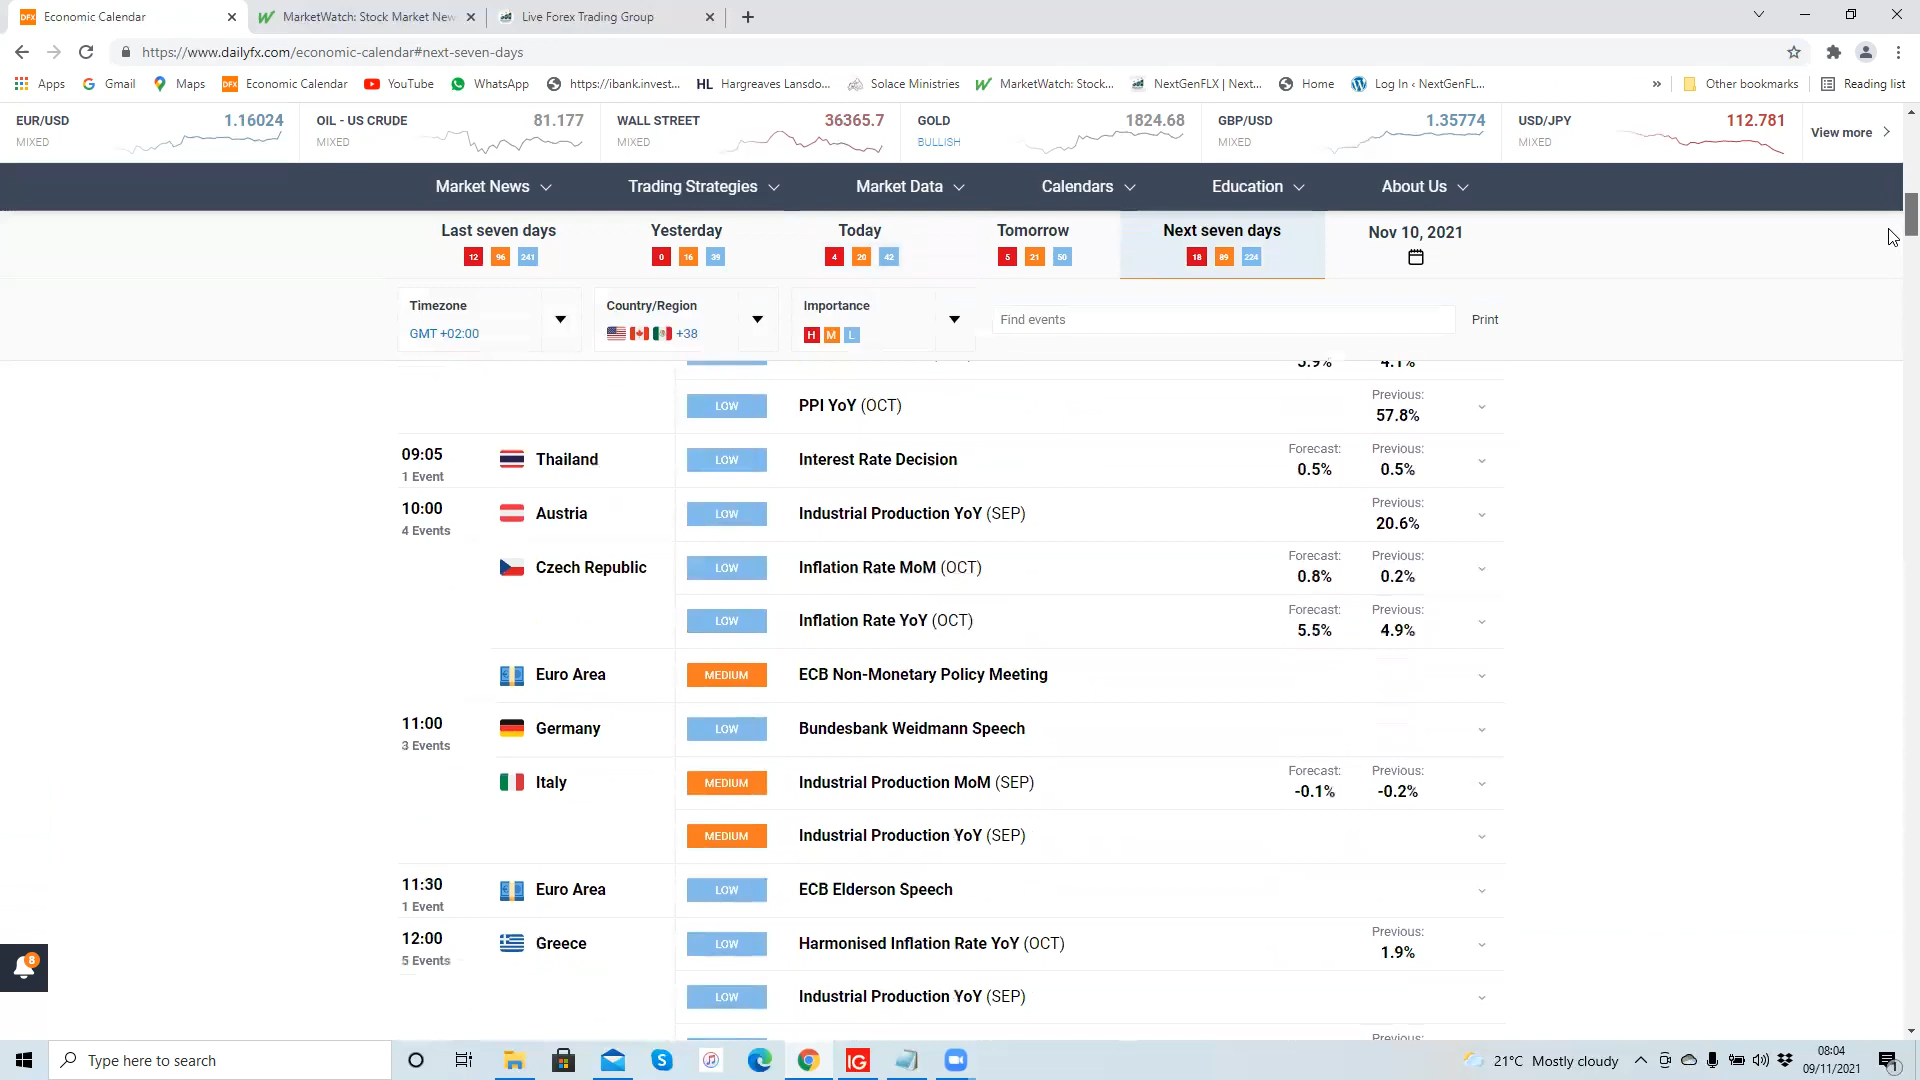 Economic Calendar
MarketWatch: Stock Market New
Live Forex Trading Group
https://www.dailyfx.com/economic-calendar#next-seven-days
Apps
Gmail
Maps
Economic Calendar
YouTube
WhatsApp
https://ibank.invest...
HL Hargreaves Lansdo...
Solace Ministries
MarketWatch: Stock...
NextGenFLX | Next...
Home
Log In ‹ NextGenFL...
»
Other bookmarks
Reading list
EUR/USD 1.16024
MIXED
OIL - US CRUDE 81.177
MIXED
WALL STREET 36365.7
MIXED
GOLD 1824.68
BULLISH
GBP/USD 1.35774
MIXED
USD/JPY 112.781
MIXED
View more
Market News
Trading Strategies
Market Data
Calendars
Education
About Us
Last seven days
12 96 241
Yesterday
0 16 39
Today
4 20 42
Tomorrow
5 21 50
Next seven days
18 89 224
Nov 10, 2021
Timezone
GMT +02:00
Country/Region
+38
Importance
H M L
Find events
Print
3.9% 4.1%
LOW PPI YoY (OCT) Previous:
57.8%
09:05 Thailand LOW Interest Rate Decision Forecast: Previous:
1 Event 0.5% 0.5%
10:00 Austria LOW Industrial Production YoY (SEP) Previous:
4 Events 20.6%
Czech Republic LOW Inflation Rate MoM (OCT) Forecast: Previous:
0.8% 0.2%
LOW Inflation Rate YoY (OCT) Forecast: Previous:
5.5% 4.9%
Euro Area MEDIUM ECB Non-Monetary Policy Meeting
11:00 Germany LOW Bundesbank Weidmann Speech
3 Events
Italy MEDIUM Industrial Production MoM (SEP) Forecast: Previous:
-0.1% -0.2%
MEDIUM Industrial Production YoY (SEP)
11:30 Euro Area LOW ECB Elderson Speech
1 Event
12:00 Greece LOW Harmonised Inflation Rate YoY (OCT) Previous:
5 Events 1.9%
LOW Industrial Production YoY (SEP)
Previous:
8
Type here to search
IG
21°C Mostly cloudy
08:04
09/11/2021
1